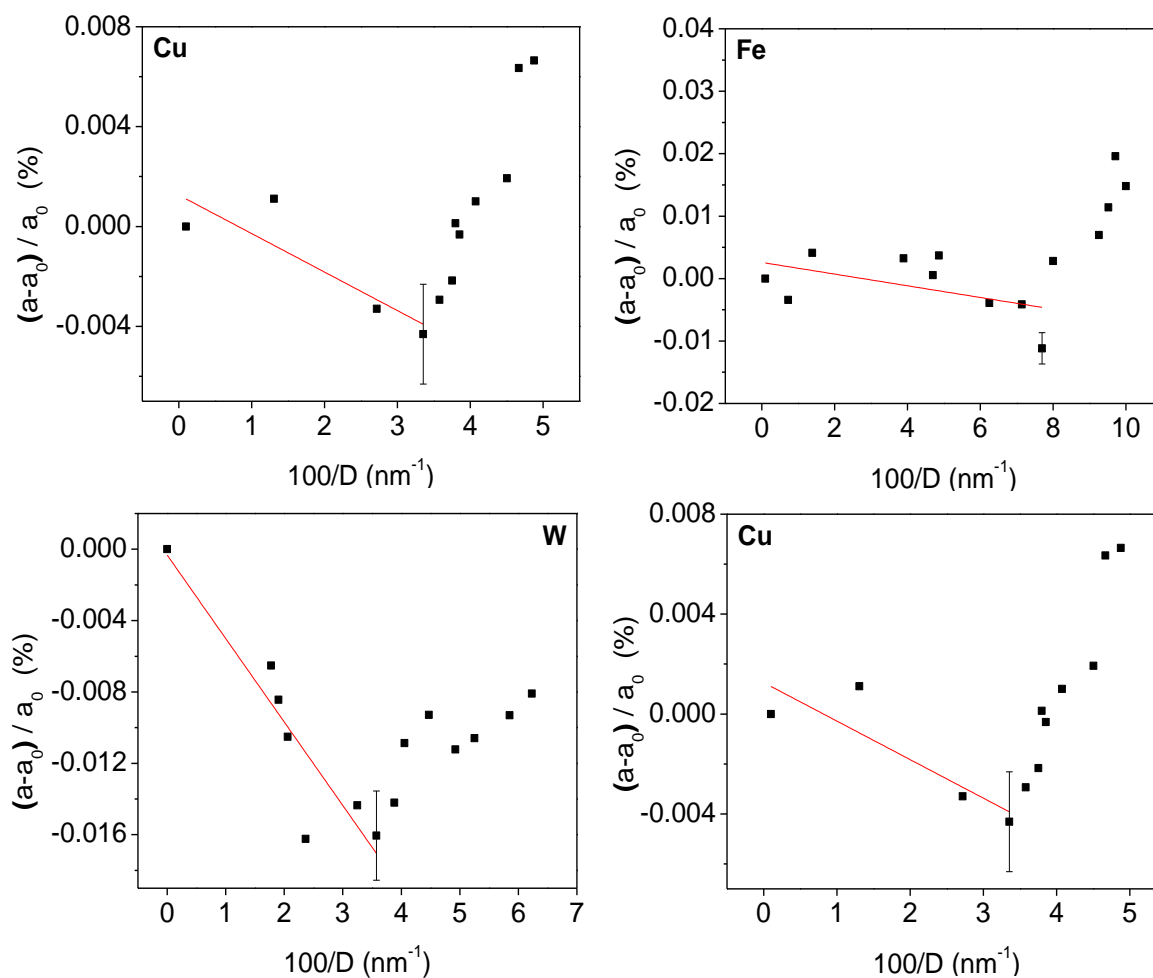 Cu
0.008
0.004
0.000
-0.004
(a-a0) / a0 (%)
0 1 2 3 4 5
100/D (nm-1)
Fe
0.04
0.03
0.02
0.01
0.00
-0.01
-0.02
(a-a0) / a0 (%)
0 2 4 6 8 10
100/D (nm-1)
W
0.000
-0.004
-0.008
-0.012
-0.016
(a-a0) / a0 (%)
0 1 2 3 4 5 6 7
100/D (nm-1)
Cu
0.008
0.004
0.000
-0.004
(a-a0) / a0 (%)
0 1 2 3 4 5
100/D (nm-1)